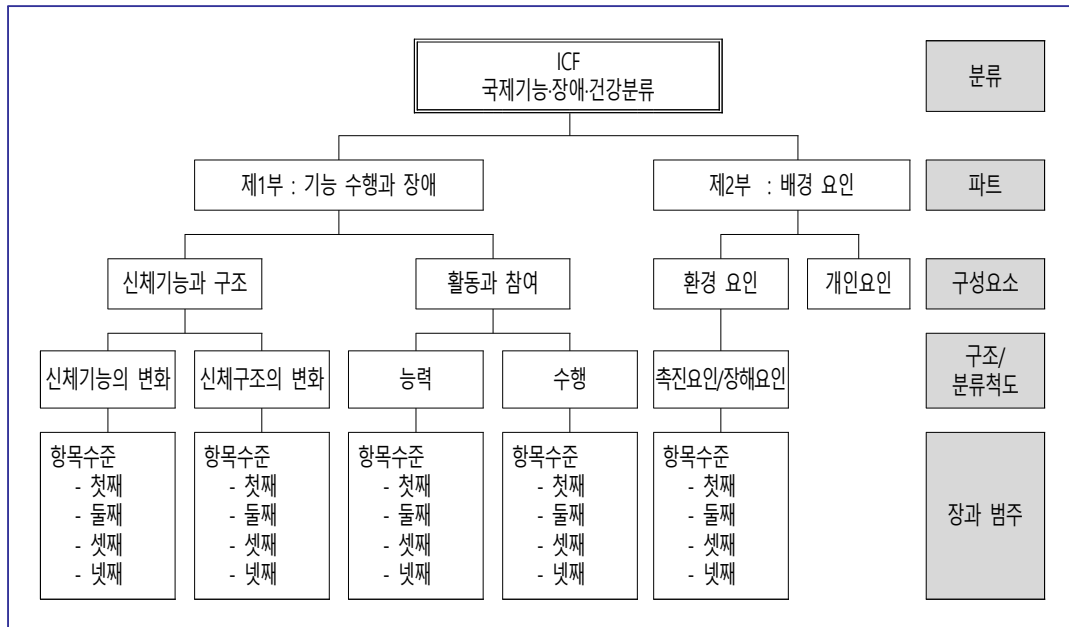 ICF
국제기능·장애·건강분류
분류
제1부 : 기능 수행과 장애
제2부 : 배경 요인
파트
신체기능과 구조
활동과 참여
환경 요인
개인요인
구성요소
신체기능의 변화
신체구조의 변화
능력
수행
촉진요인/장해요인
구조/
분류척도
항목수준
- 첫째
- 둘째
- 셋째
- 넷째
항목수준
- 첫째
- 둘째
- 셋째
- 넷째
항목수준
- 첫째
- 둘째
- 셋째
- 넷째
항목수준
- 첫째
- 둘째
- 셋째
- 넷째
항목수준
- 첫째
- 둘째
- 셋째
- 넷째
장과 범주